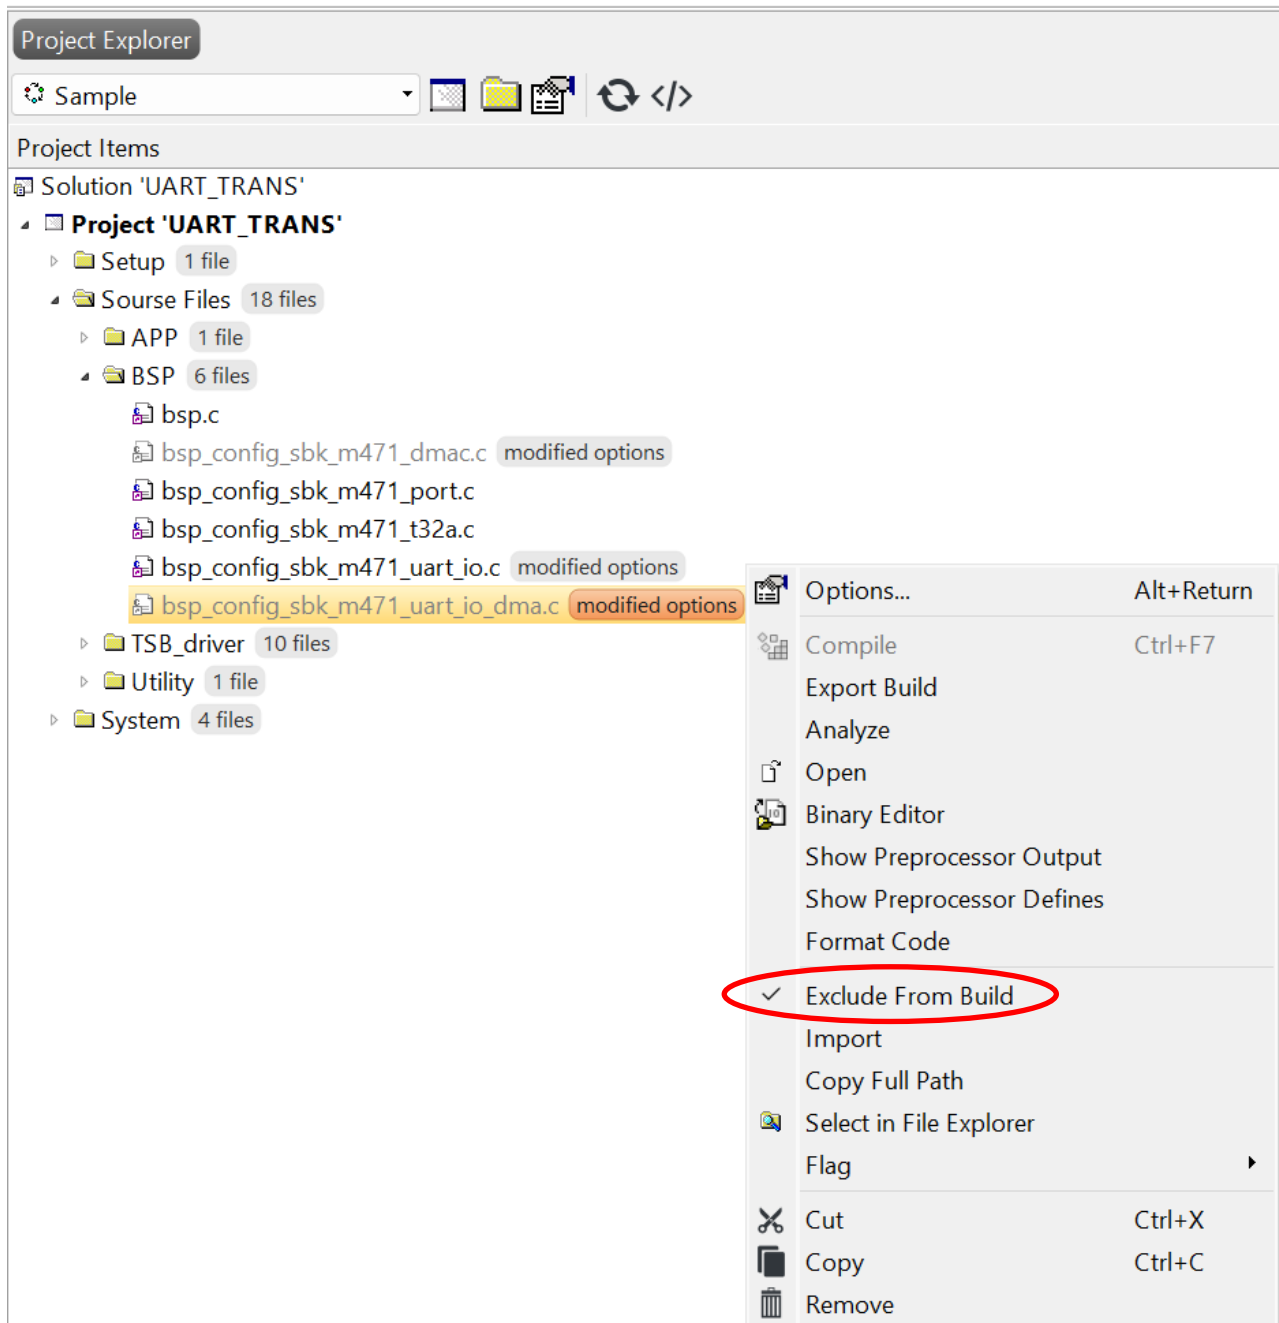 Project Explorer
Sample
</>
Project Items
Solution 'UART_TRANS'
Project 'UART_TRANS'
Setup 1 file
Sourse Files 18 files
APP 1 file
BSP 6 files
bsp.c
bsp_config_sbk_m471_dmac.c modified options
bsp_config_sbk_m471_port.c
bsp_config_sbk_m471_t32a.c
bsp_config_sbk_m471_uart_io.c modified options
bsp_config_sbk_m471_uart_io_dma.c modified options
TSB_driver 10 files
Utility 1 file
System 4 files
Options... Alt+Return
Compile Ctrl+F7
Export Build
Analyze
Open
Binary Editor
Show Preprocessor Output
Show Preprocessor Defines
Format Code
Exclude From Build
Import
Copy Full Path
Select in File Explorer
Flag
Cut Ctrl+X
Copy Ctrl+C
Remove